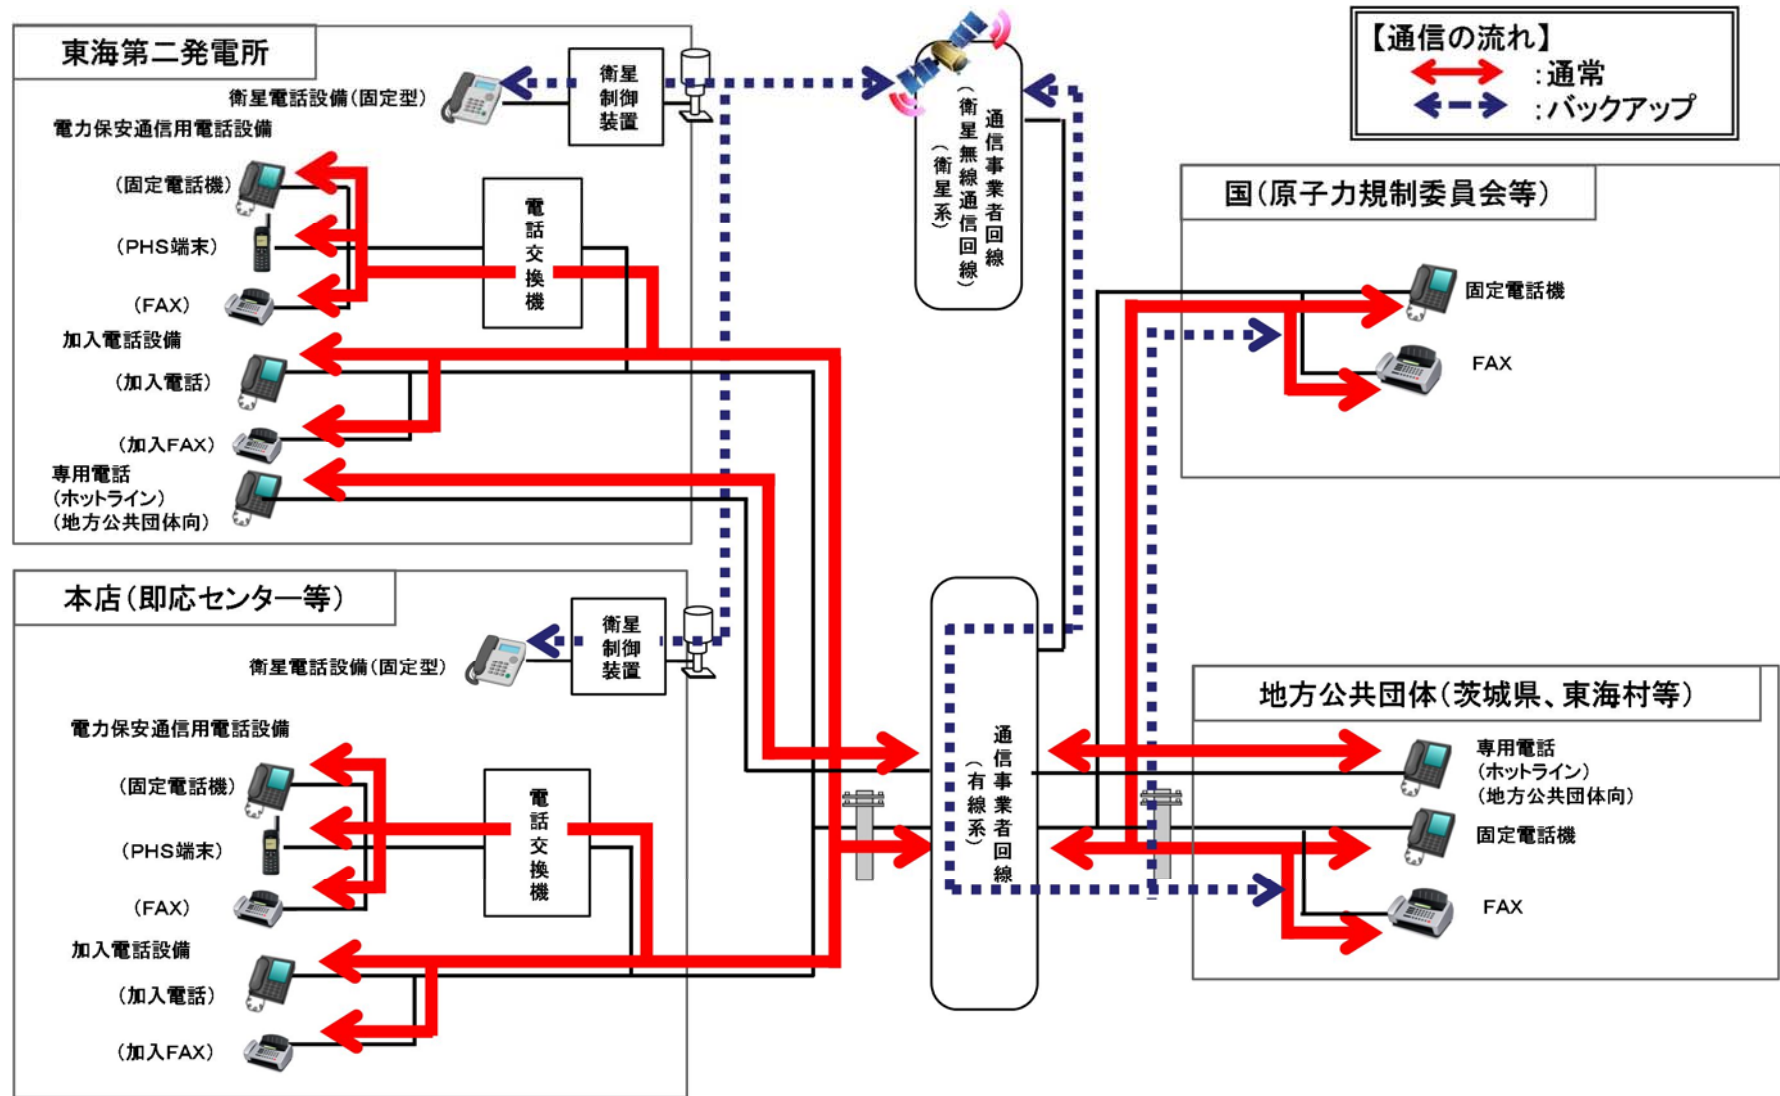 東海第二発電所
衛星電話設備(固定型)
衛星
制御
装置
電力保安通信用電話設備
(固定電話機)
(PHS端末)
(FAX)
電話交換機
加入電話設備
(加入電話)
(加入FAX)
専用電話
(ホットライン)
(地方公共団体向)
本店(即応センター等)
衛星電話設備(固定型)
衛星
制御
装置
電力保安通信用電話設備
(固定電話機)
(PHS端末)
(FAX)
電話交換機
加入電話設備
(加入電話)
(加入FAX)
通信事業者回線
(衛星無線通信回線)
(衛星系)
通信事業者回線
(有線系)
【通信の流れ】
:通常
:バックアップ
国(原子力規制委員会等)
固定電話機
FAX
地方公共団体(茨城県、東海村等)
専用電話
(ホットライン)
(地方公共団体向)
固定電話機
FAX